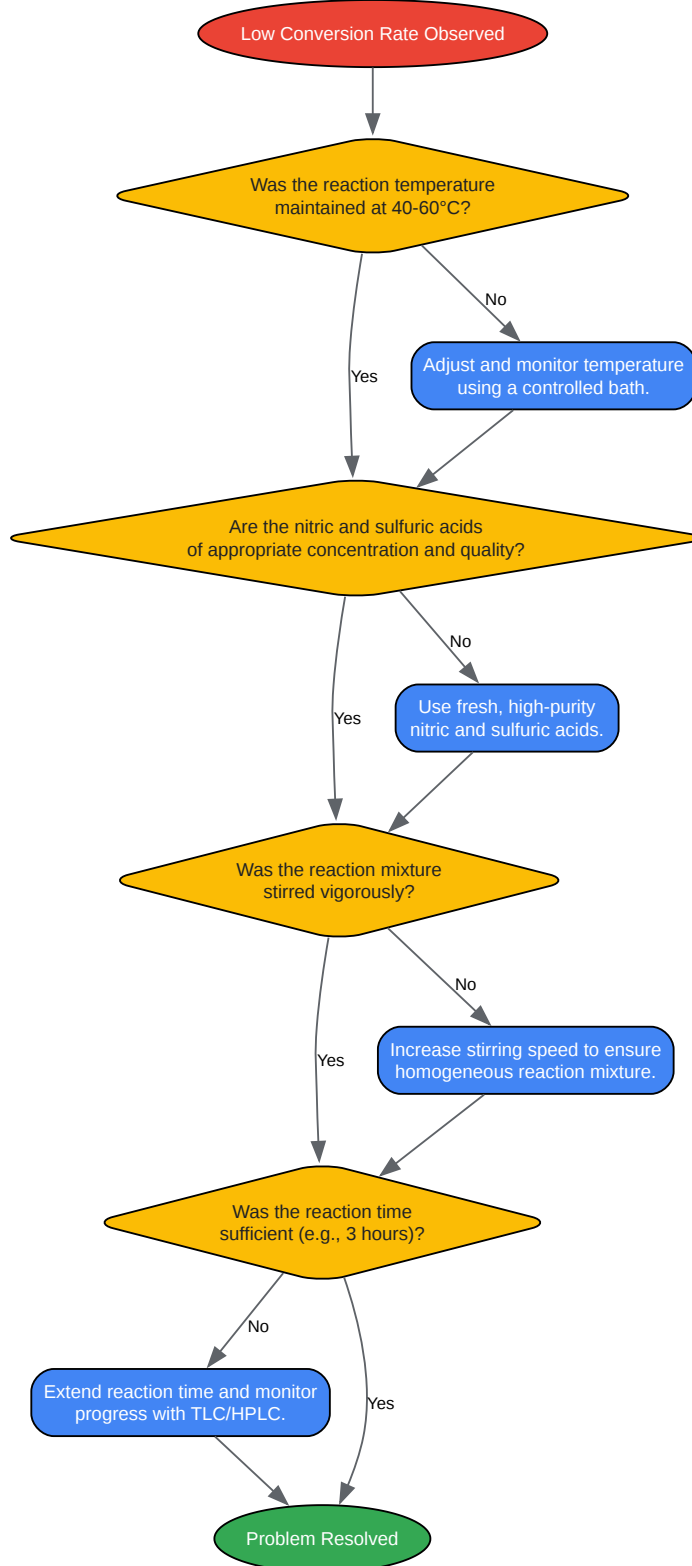 Low Conversion Rate Observed
Was the reaction temperature
maintained at 40-60°C?
No
Yes
Adjust and monitor temperature
using a controlled bath.
Are the nitric and sulfuric acids
of appropriate concentration and quality?
No
Yes
Use fresh, high-purity
nitric and sulfuric acids.
Was the reaction mixture
stirred vigorously?
No
Yes
Increase stirring speed to ensure
homogeneous reaction mixture.
Was the reaction time
sufficient (e.g., 3 hours)?
No
Yes
Extend reaction time and monitor
progress with TLC/HPLC.
Problem Resolved